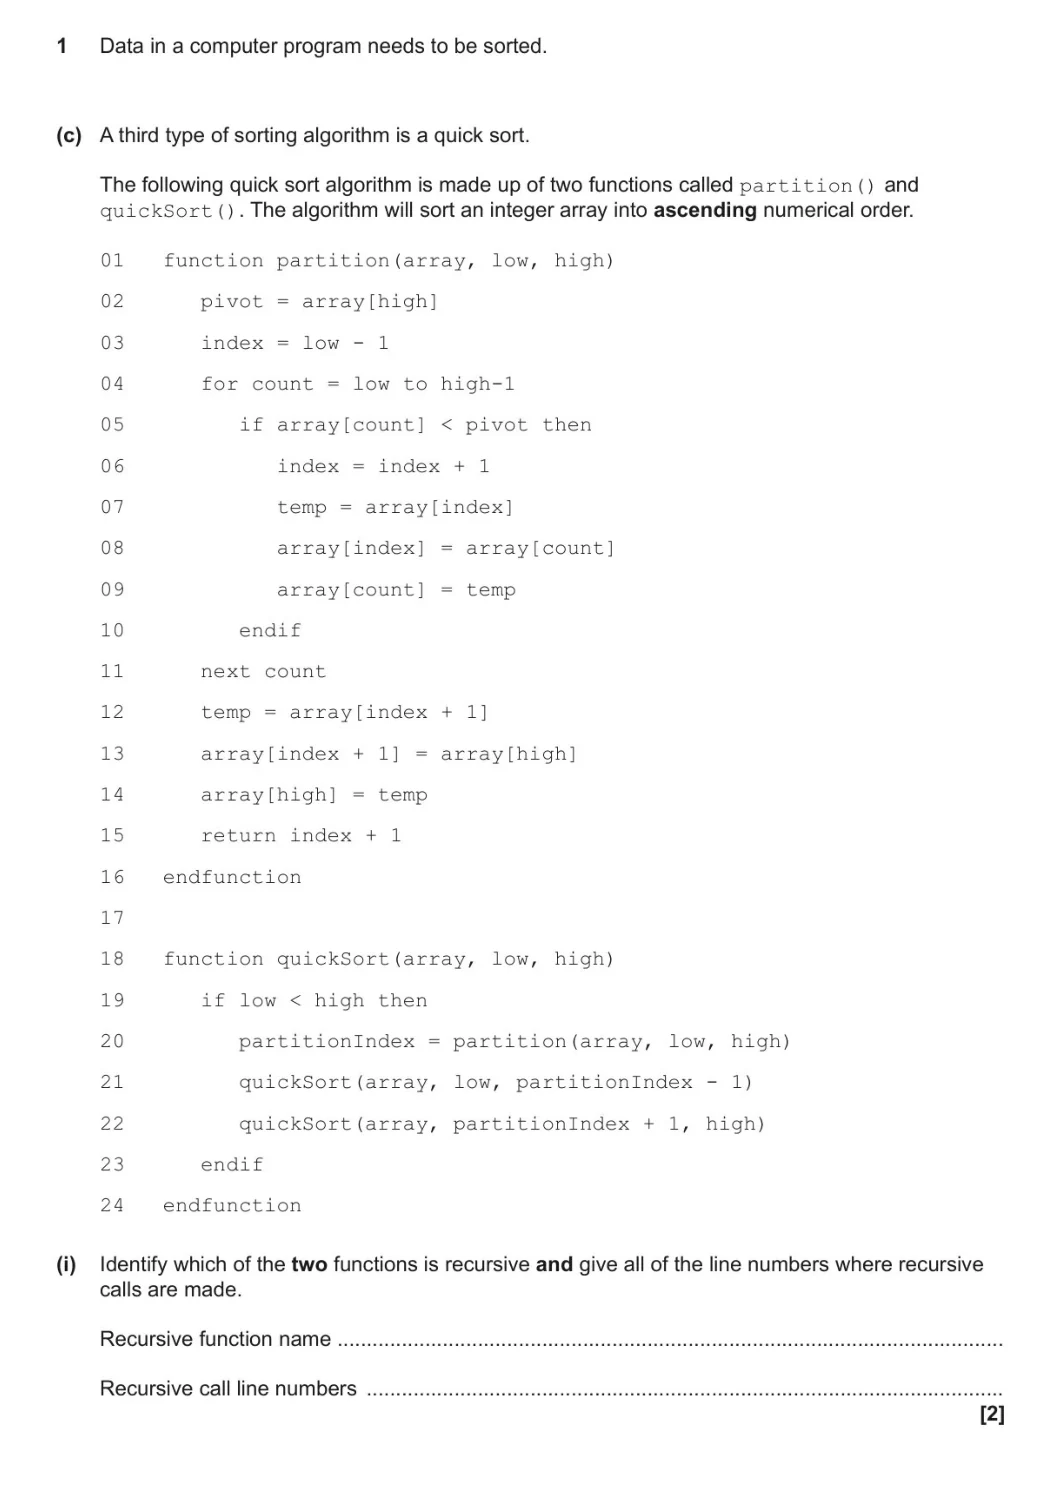 1 Data in a computer program needs to be sorted.
(c) A third type of sorting algorithm is a quick sort.
The following quick sort algorithm is made up of two functions called partition() and
quickSort(). The algorithm will sort an integer array into ascending numerical order.
01 function partition(array, low, high)
02 pivot = array[high]
03 index = low - 1
04 for count = low to high-1
05 if array[count] < pivot then
06 index = index + 1
07 temp = array[index]
08 array[index] = array[count]
09 array[count] = temp
10 endif
11 next count
12 temp = array[index + 1]
13 array[index + 1] = array[high]
14 array[high] = temp
15 return index + 1
16 endfunction
17
18 function quickSort(array, low, high)
19 if low < high then
20 partitionIndex = partition(array, low, high)
21 quickSort(array, low, partitionIndex - 1)
22 quickSort(array, partitionIndex + 1, high)
23 endif
24 endfunction
(i) Identify which of the two functions is recursive and give all of the line numbers where recursive
calls are made.
Recursive function name ....................................................................................................................
Recursive call line numbers ...............................................................................................................
[2]